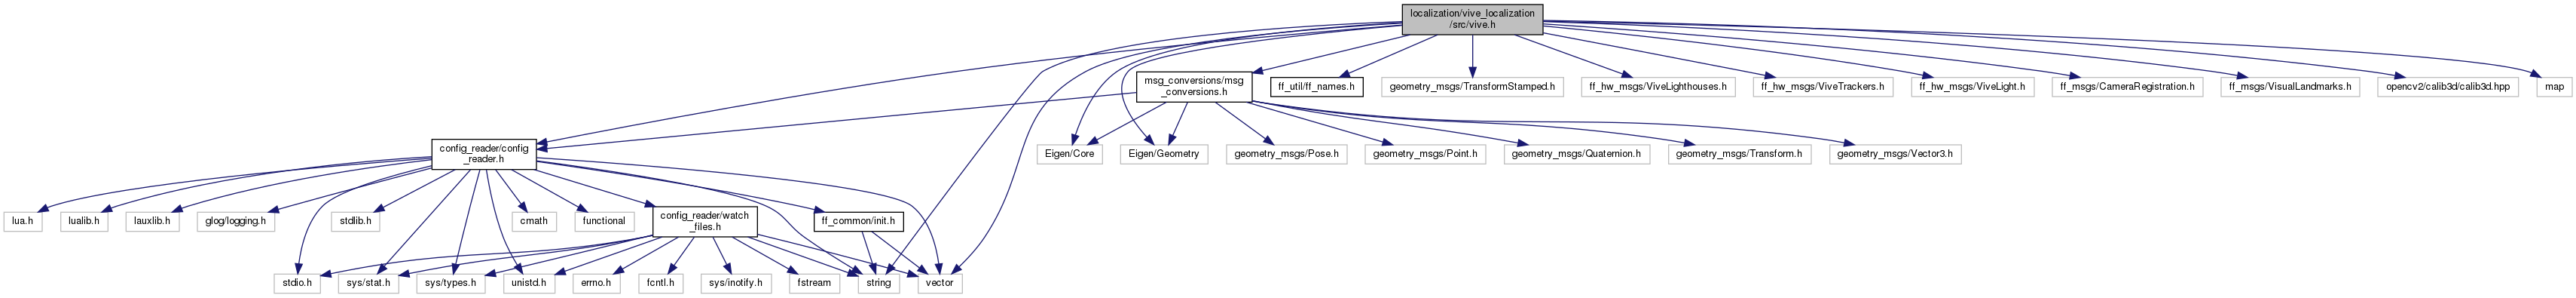 localization/vive_localization
/src/vive.h
msg_conversions/msg
_conversions.h
ff_util/ff_names.h
geometry_msgs/TransformStamped.h
ff_hw_msgs/ViveLighthouses.h
ff_hw_msgs/ViveTrackers.h
ff_hw_msgs/ViveLight.h
ff_msgs/CameraRegistration.h
ff_msgs/VisualLandmarks.h
opencv2/calib3d/calib3d.hpp
map
config_reader/config
_reader.h
Eigen/Core
Eigen/Geometry
geometry_msgs/Pose.h
geometry_msgs/Point.h
geometry_msgs/Quaternion.h
geometry_msgs/Transform.h
geometry_msgs/Vector3.h
lua.h
lualib.h
lauxlib.h
glog/logging.h
stdlib.h
cmath
functional
config_reader/watch
_files.h
ff_common/init.h
stdio.h
sys/stat.h
sys/types.h
unistd.h
errno.h
fcntl.h
sys/inotify.h
fstream
string
vector